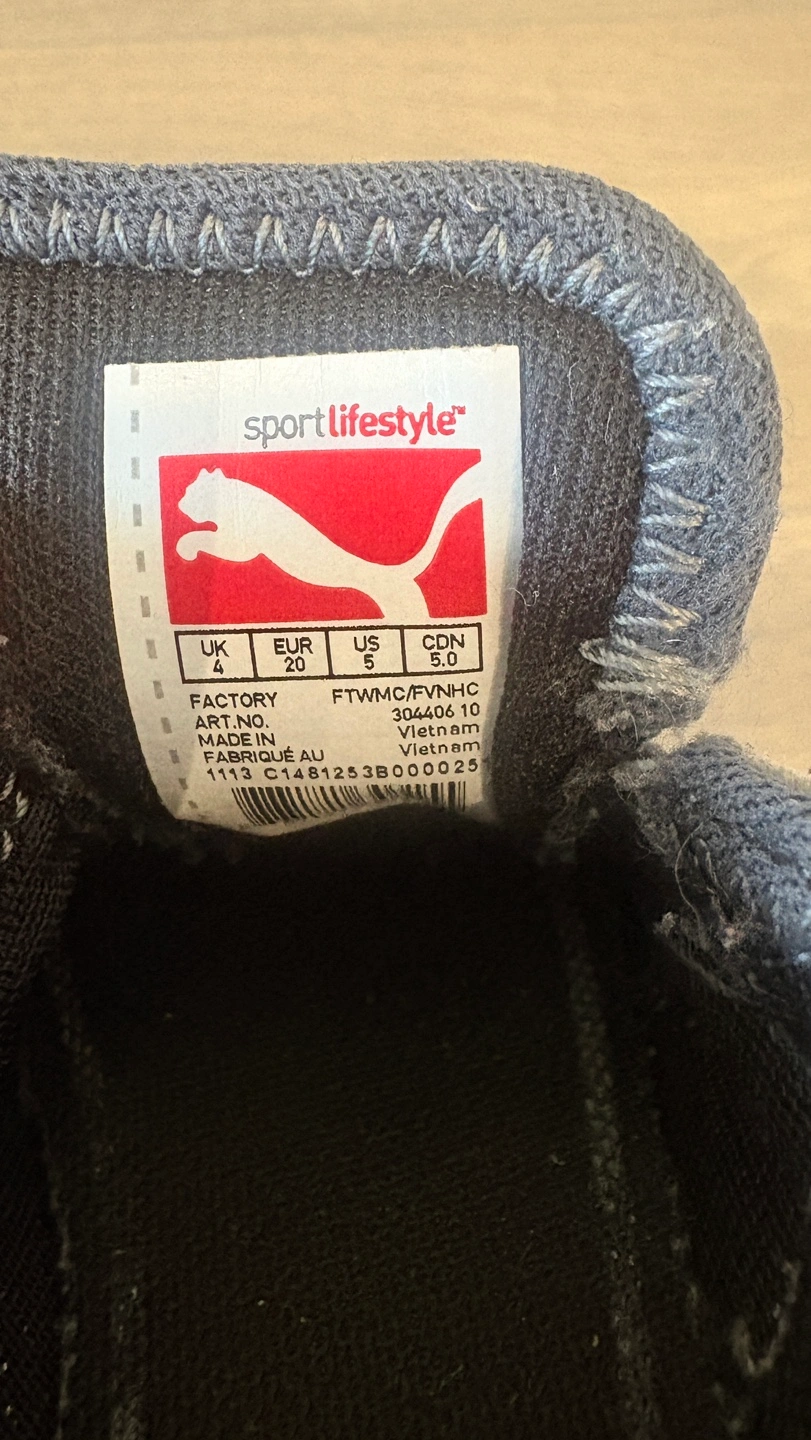 sportlifestyle™
UK EUR US CDN
4 20 5 5.0
FACTORY FTWMC/FVNHC
ART.NO. 304406 10
MADE IN Vietnam
FABRIQUÉ AU Vietnam
1113 C1481253B000025